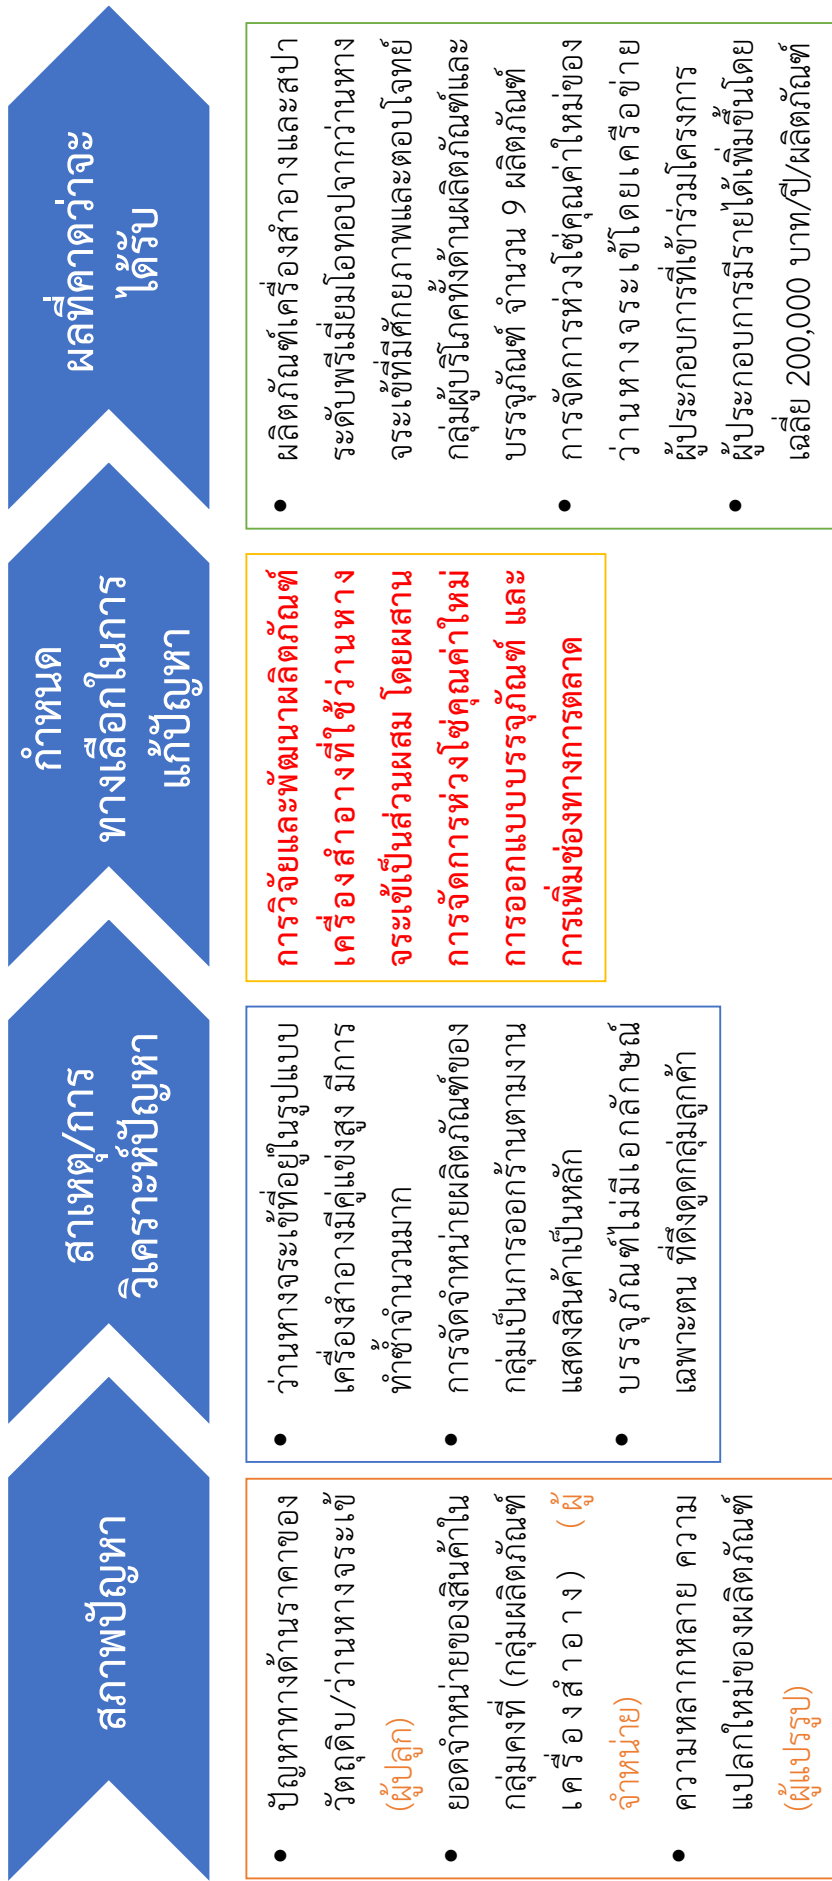 สภาพปัญหา
ปัญหาทางด้านราคาของ
วัตถุดิบ/ว่านหางจระเข้
(ผู้ปลูก)
ยอดจำหน่ายของสินค้าใน
กลุ่มคงที่ (กลุ่มผลิตภัณฑ์
เครื่องสำอาง) (ผู้
จำหน่าย)
ความหลากหลาย ความ
แปลกใหม่ของผลิตภัณฑ์
(ผู้แปรรูป)
สาเหตุ/การ
วิเคราะห์ปัญหา
ว่านหางจระเข้ที่อยู่ในรูปแบบ
เครื่องสำอางมีคู่แข่งสูง มีการ
ทำซ้ำจำนวนมาก
การจัดจำหน่ายผลิตภัณฑ์ของ
กลุ่มเป็นการออกร้านตามงาน
แสดงสินค้าเป็นหลัก
บรรจุภัณฑ์ไม่มีเอกลักษณ์
เฉพาะตน ที่ดึงดูดกลุ่มลูกค้า
กำหนด
ทางเลือกในการ
แก้ปัญหา
การวิจัยและพัฒนาผลิตภัณฑ์
เครื่องสำอางที่ใช้ว่านหาง
จระเข้เป็นส่วนผสม โดยผสาน
การจัดการห่วงโซ่คุณค่าใหม่
การออกแบบบรรจุภัณฑ์ และ
การเพิ่มช่องทางการตลาด
ผลที่คาดว่าจะ
ได้รับ
ผลิตภัณฑ์เครื่องสำอางและสปา
ระดับพรีเมี่ยมโอทอปจากว่านหาง
จระเข้ที่มีศักยภาพและตอบโจทย์
กลุ่มผู้บริโภคทั้งด้านผลิตภัณฑ์และ
บรรจุภัณฑ์ จำนวน 9 ผลิตภัณฑ์
การจัดการห่วงโซ่คุณค่าใหม่ของ
ว่านหางจระเข้โดยเครือข่าย
ผู้ประกอบการที่เข้าร่วมโครงการ
ผู้ประกอบการมีรายได้เพิ่มขึ้นโดย
เฉลี่ย 200,000 บาท/ปี/ผลิตภัณฑ์